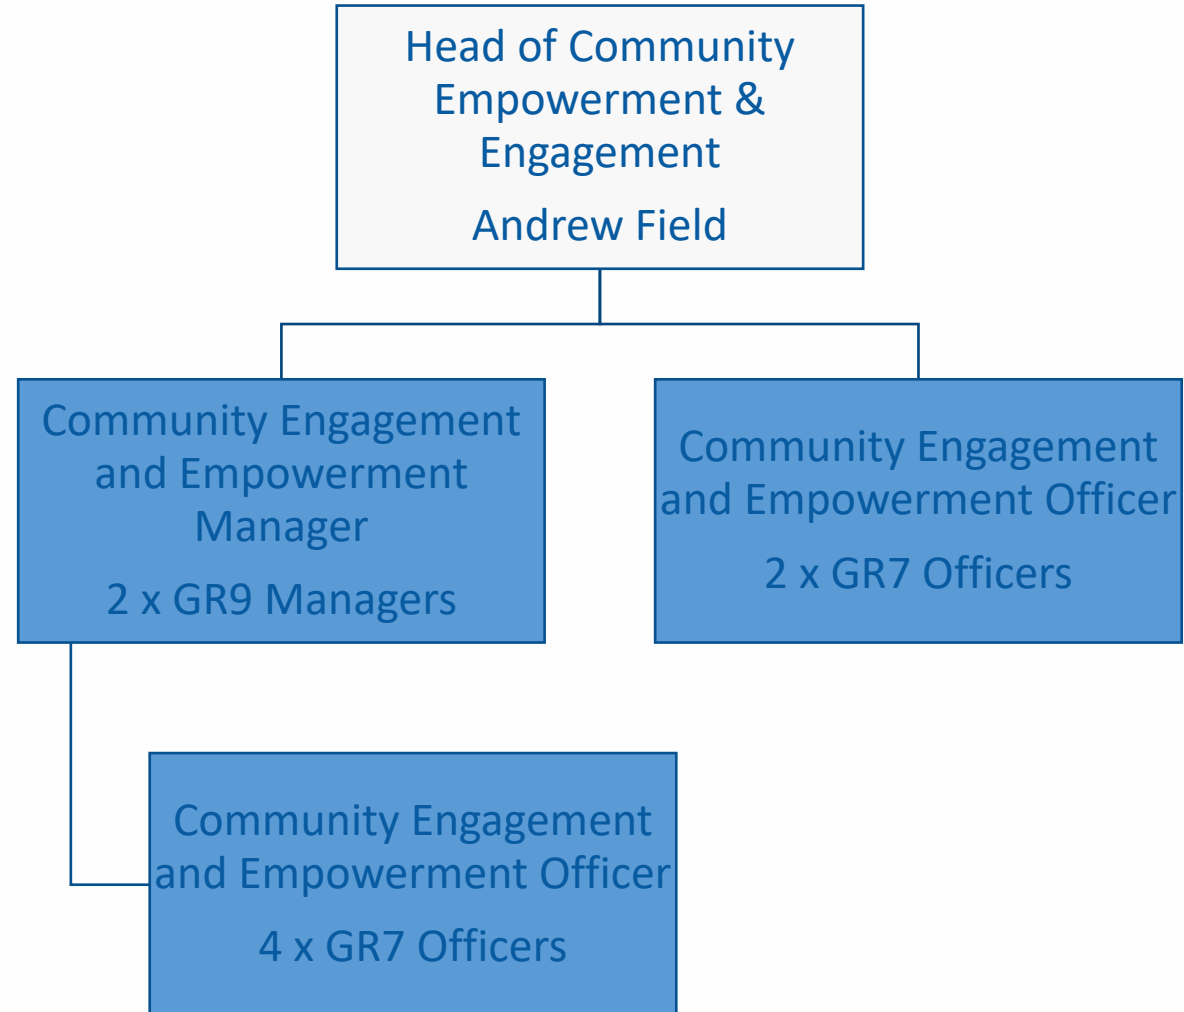 Head of Community
Empowerment &
Engagement
Andrew Field
Community Engagement
and Empowerment
Manager
2 x GR9 Managers
Community Engagement
and Empowerment Officer
2 x GR7 Officers
Community Engagement
and Empowerment Officer
4 x GR7 Officers